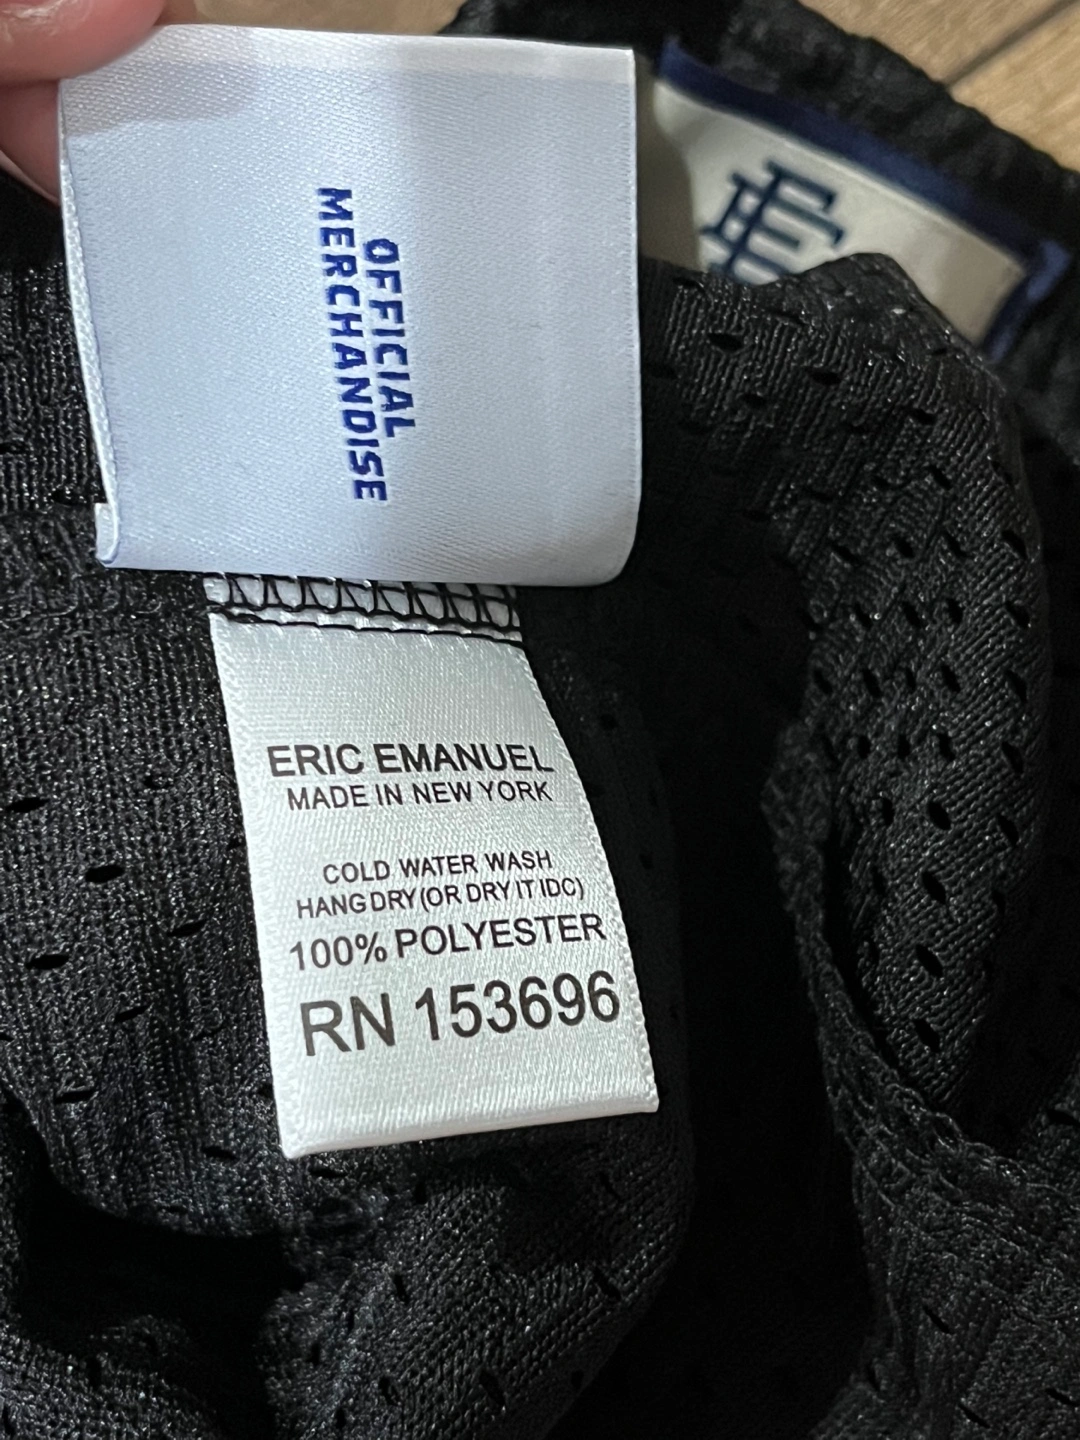 OFFICIAL
MERCHANDISE
EE
ERIC EMANUEL
MADE IN NEW YORK
COLD WATER WASH
HANG DRY (OR DRY IT IDC)
100% POLYESTER
RN 153696